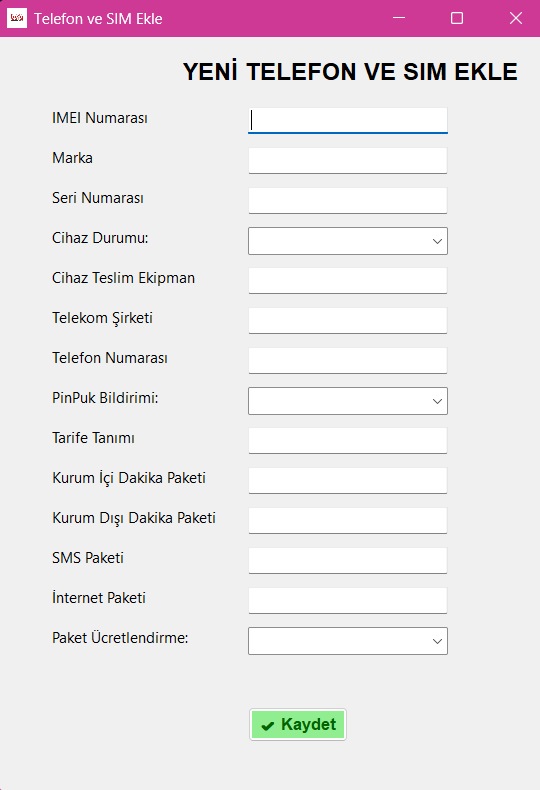 Telefon ve SIM Ekle
YENİ TELEFON VE SIM EKLE
IMEI Numarası
Marka
Seri Numarası
Cihaz Durumu:
Cihaz Teslim Ekipman
Telekom Şirketi
Telefon Numarası
PinPuk Bildirimi:
Tarife Tanımı
Kurum İçi Dakika Paketi
Kurum Dışı Dakika Paketi
SMS Paketi
İnternet Paketi
Paket Ücretlendirme:
Kaydet